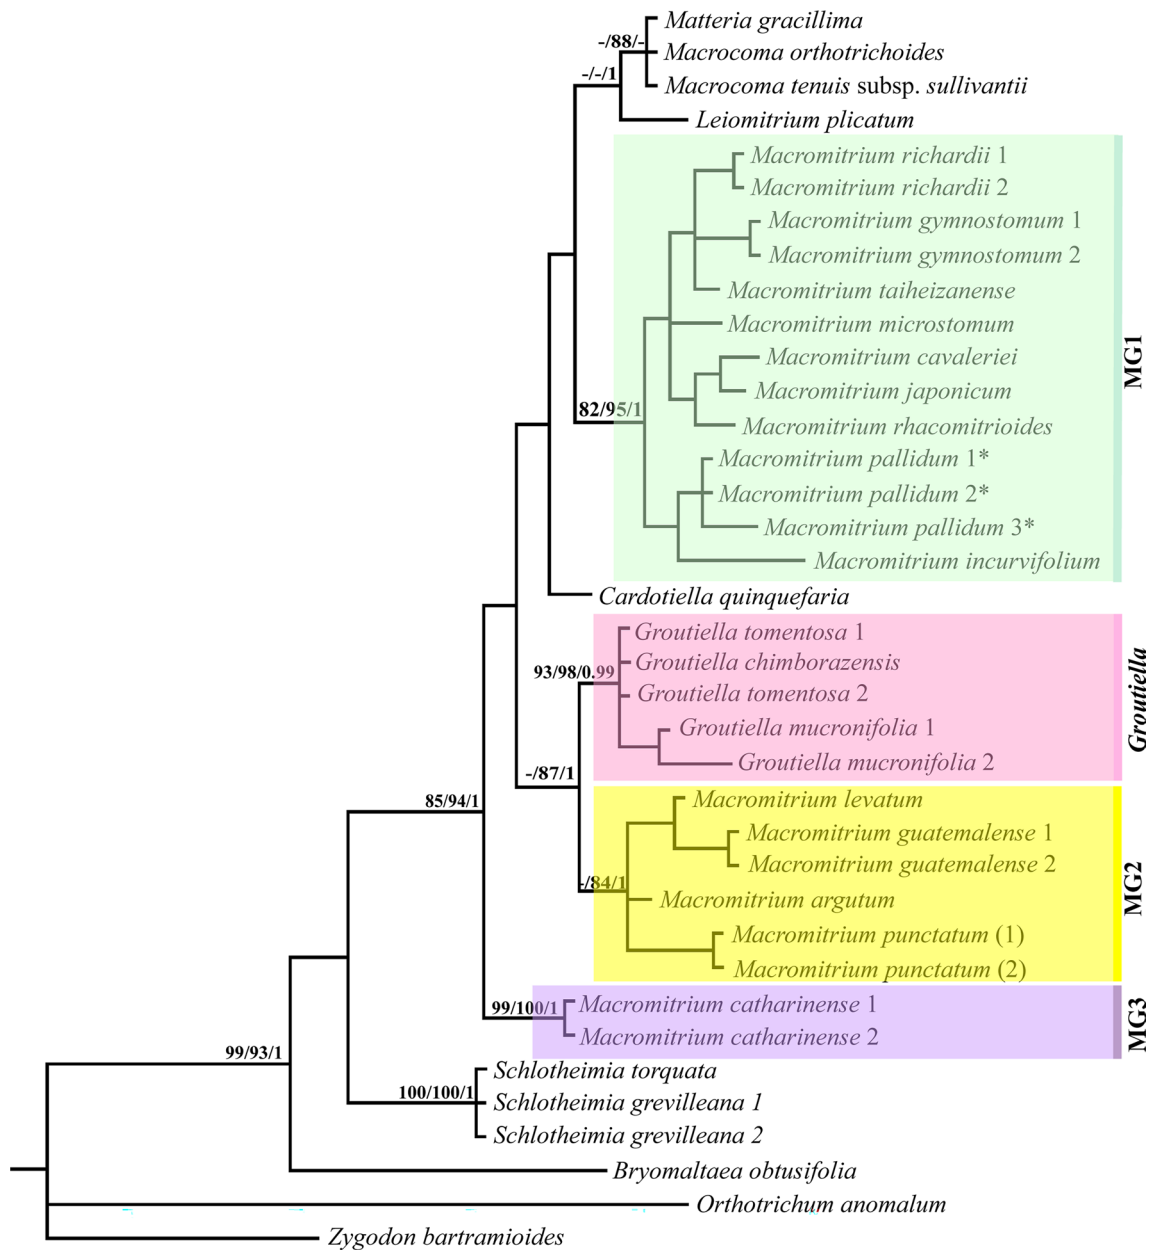 Matteria gracillima
-/88/-
Macrocoma orthotrichoides
-/-/1
Macrocoma tenuis subsp. sullivantii
Leiomitrium plicatum
Macromitrium richardii 1
Macromitrium richardii 2
Macromitrium gymnostomum 1
Macromitrium gymnostomum 2
Macromitrium taiheizanense
Macromitrium microstomum
MG1
Macromitrium cavaleriei
Macromitrium japonicum
82/95/1
Macromitrium rhacomitrioides
Macromitrium pallidum 1*
Macromitrium pallidum 2*
Macromitrium pallidum 3*
Macromitrium incurvifolium
Cardotiella quinquefaria
Groutiella tomentosa 1
Groutiella chimborazensis
93/98/0.99
Groutiella tomentosa 2
Groutiella
Groutiella mucronifolia 1
Groutiella mucronifolia 2
-/87/1
85/94/1
Macromitrium levatum
Macromitrium guatemalense 1
Macromitrium guatemalense 2
-/84/1
MG2
Macromitrium argutum
Macromitrium punctatum (1)
Macromitrium punctatum (2)
99/100/1
Macromitrium catharinense 1
MG3
Macromitrium catharinense 2
99/93/1
Schlotheimia torquata
100/100/1
Schlotheimia grevilleana 1
Schlotheimia grevilleana 2
Bryomaltaea obtusifolia
Orthotrichum anomalum
Zygodon bartramioides